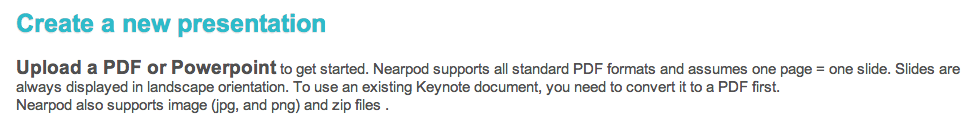 Create a new presentation
Upload a PDF or Powerpoint to get started. Nearpod supports all standard PDF formats and assumes one page = one slide. Slides are
always displayed in landscape orientation. To use an existing Keynote document, you need to convert it to a PDF first.
Nearpod also supports image (jpg, and png) and zip files .